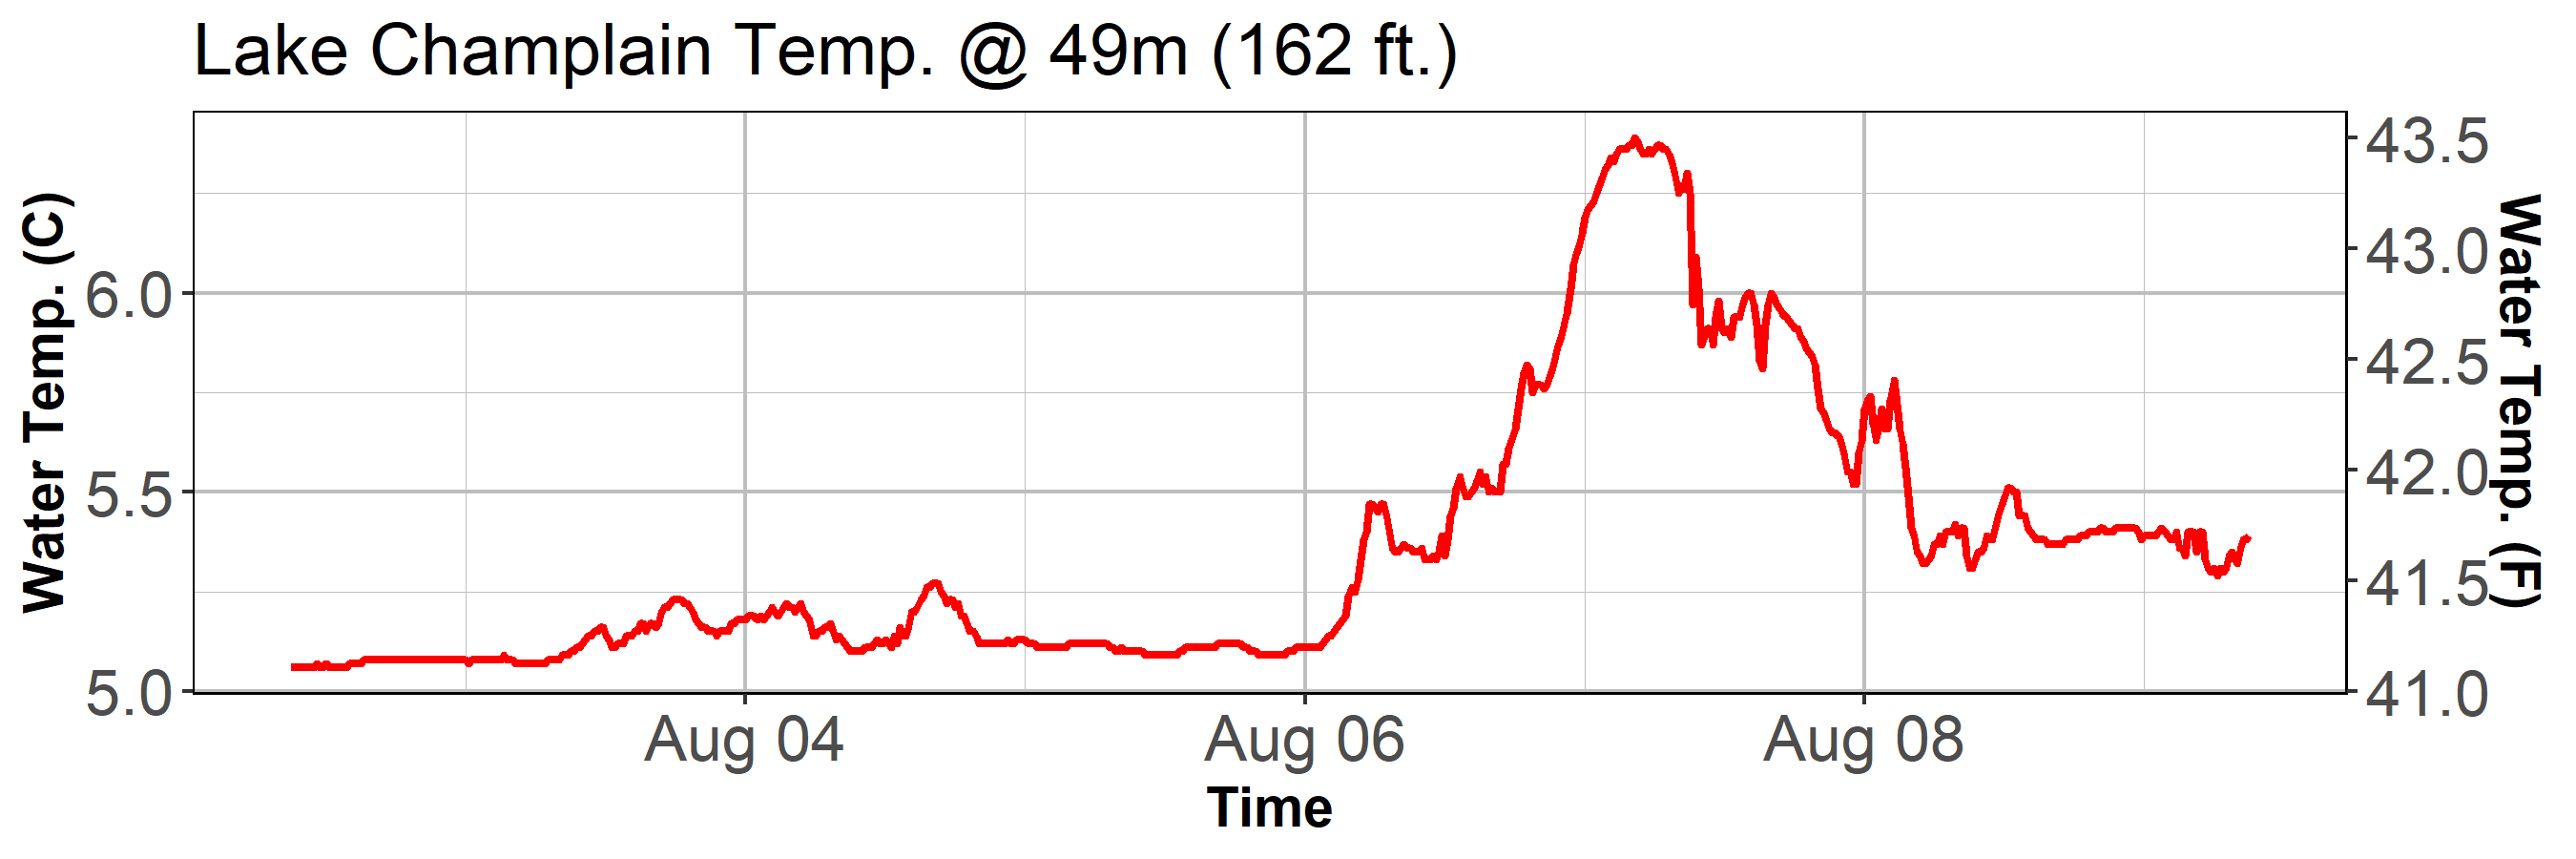 Lake Champlain Temp. @ 49m (162 ft.)
Water Temp. (C)
6.0
5.5
5.0
43.5
43.0
42.5
42.0
41.5
41.0
Water Temp. (F)
Aug 04
Aug 06
Aug 08
Time